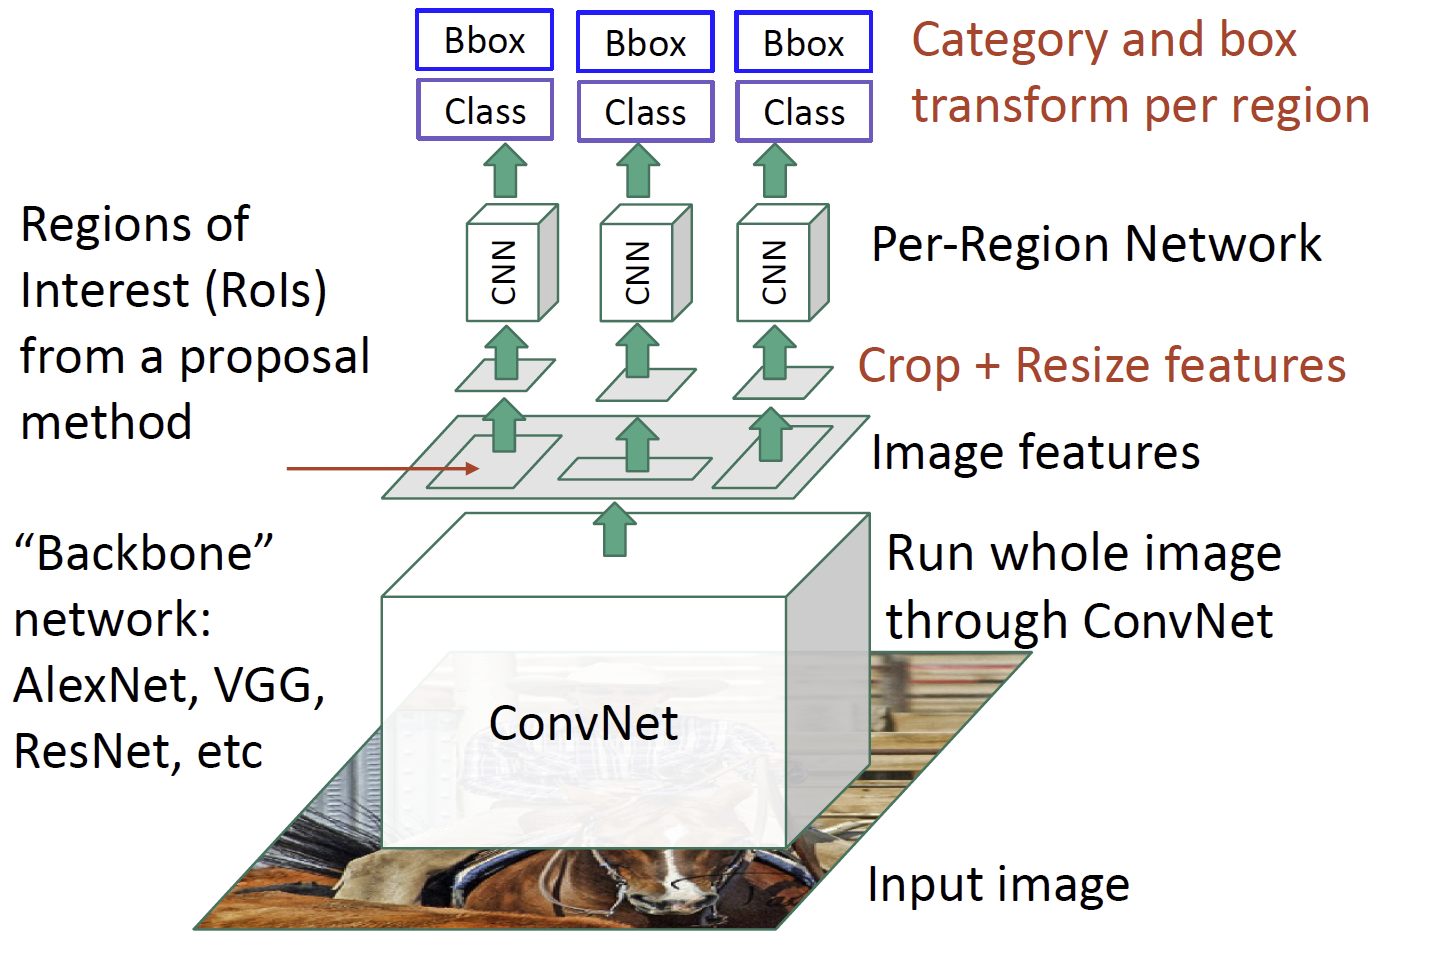 Bbox
Bbox
Bbox
Class
Class
Class
Category and box
transform per region
Regions of
Interest (RoIs)
from a proposal
method
CNN
CNN
CNN
Per-Region Network
Crop + Resize features
Image features
“Backbone”
network:
AlexNet, VGG,
ResNet, etc
Run whole image
through ConvNet
ConvNet
Input image